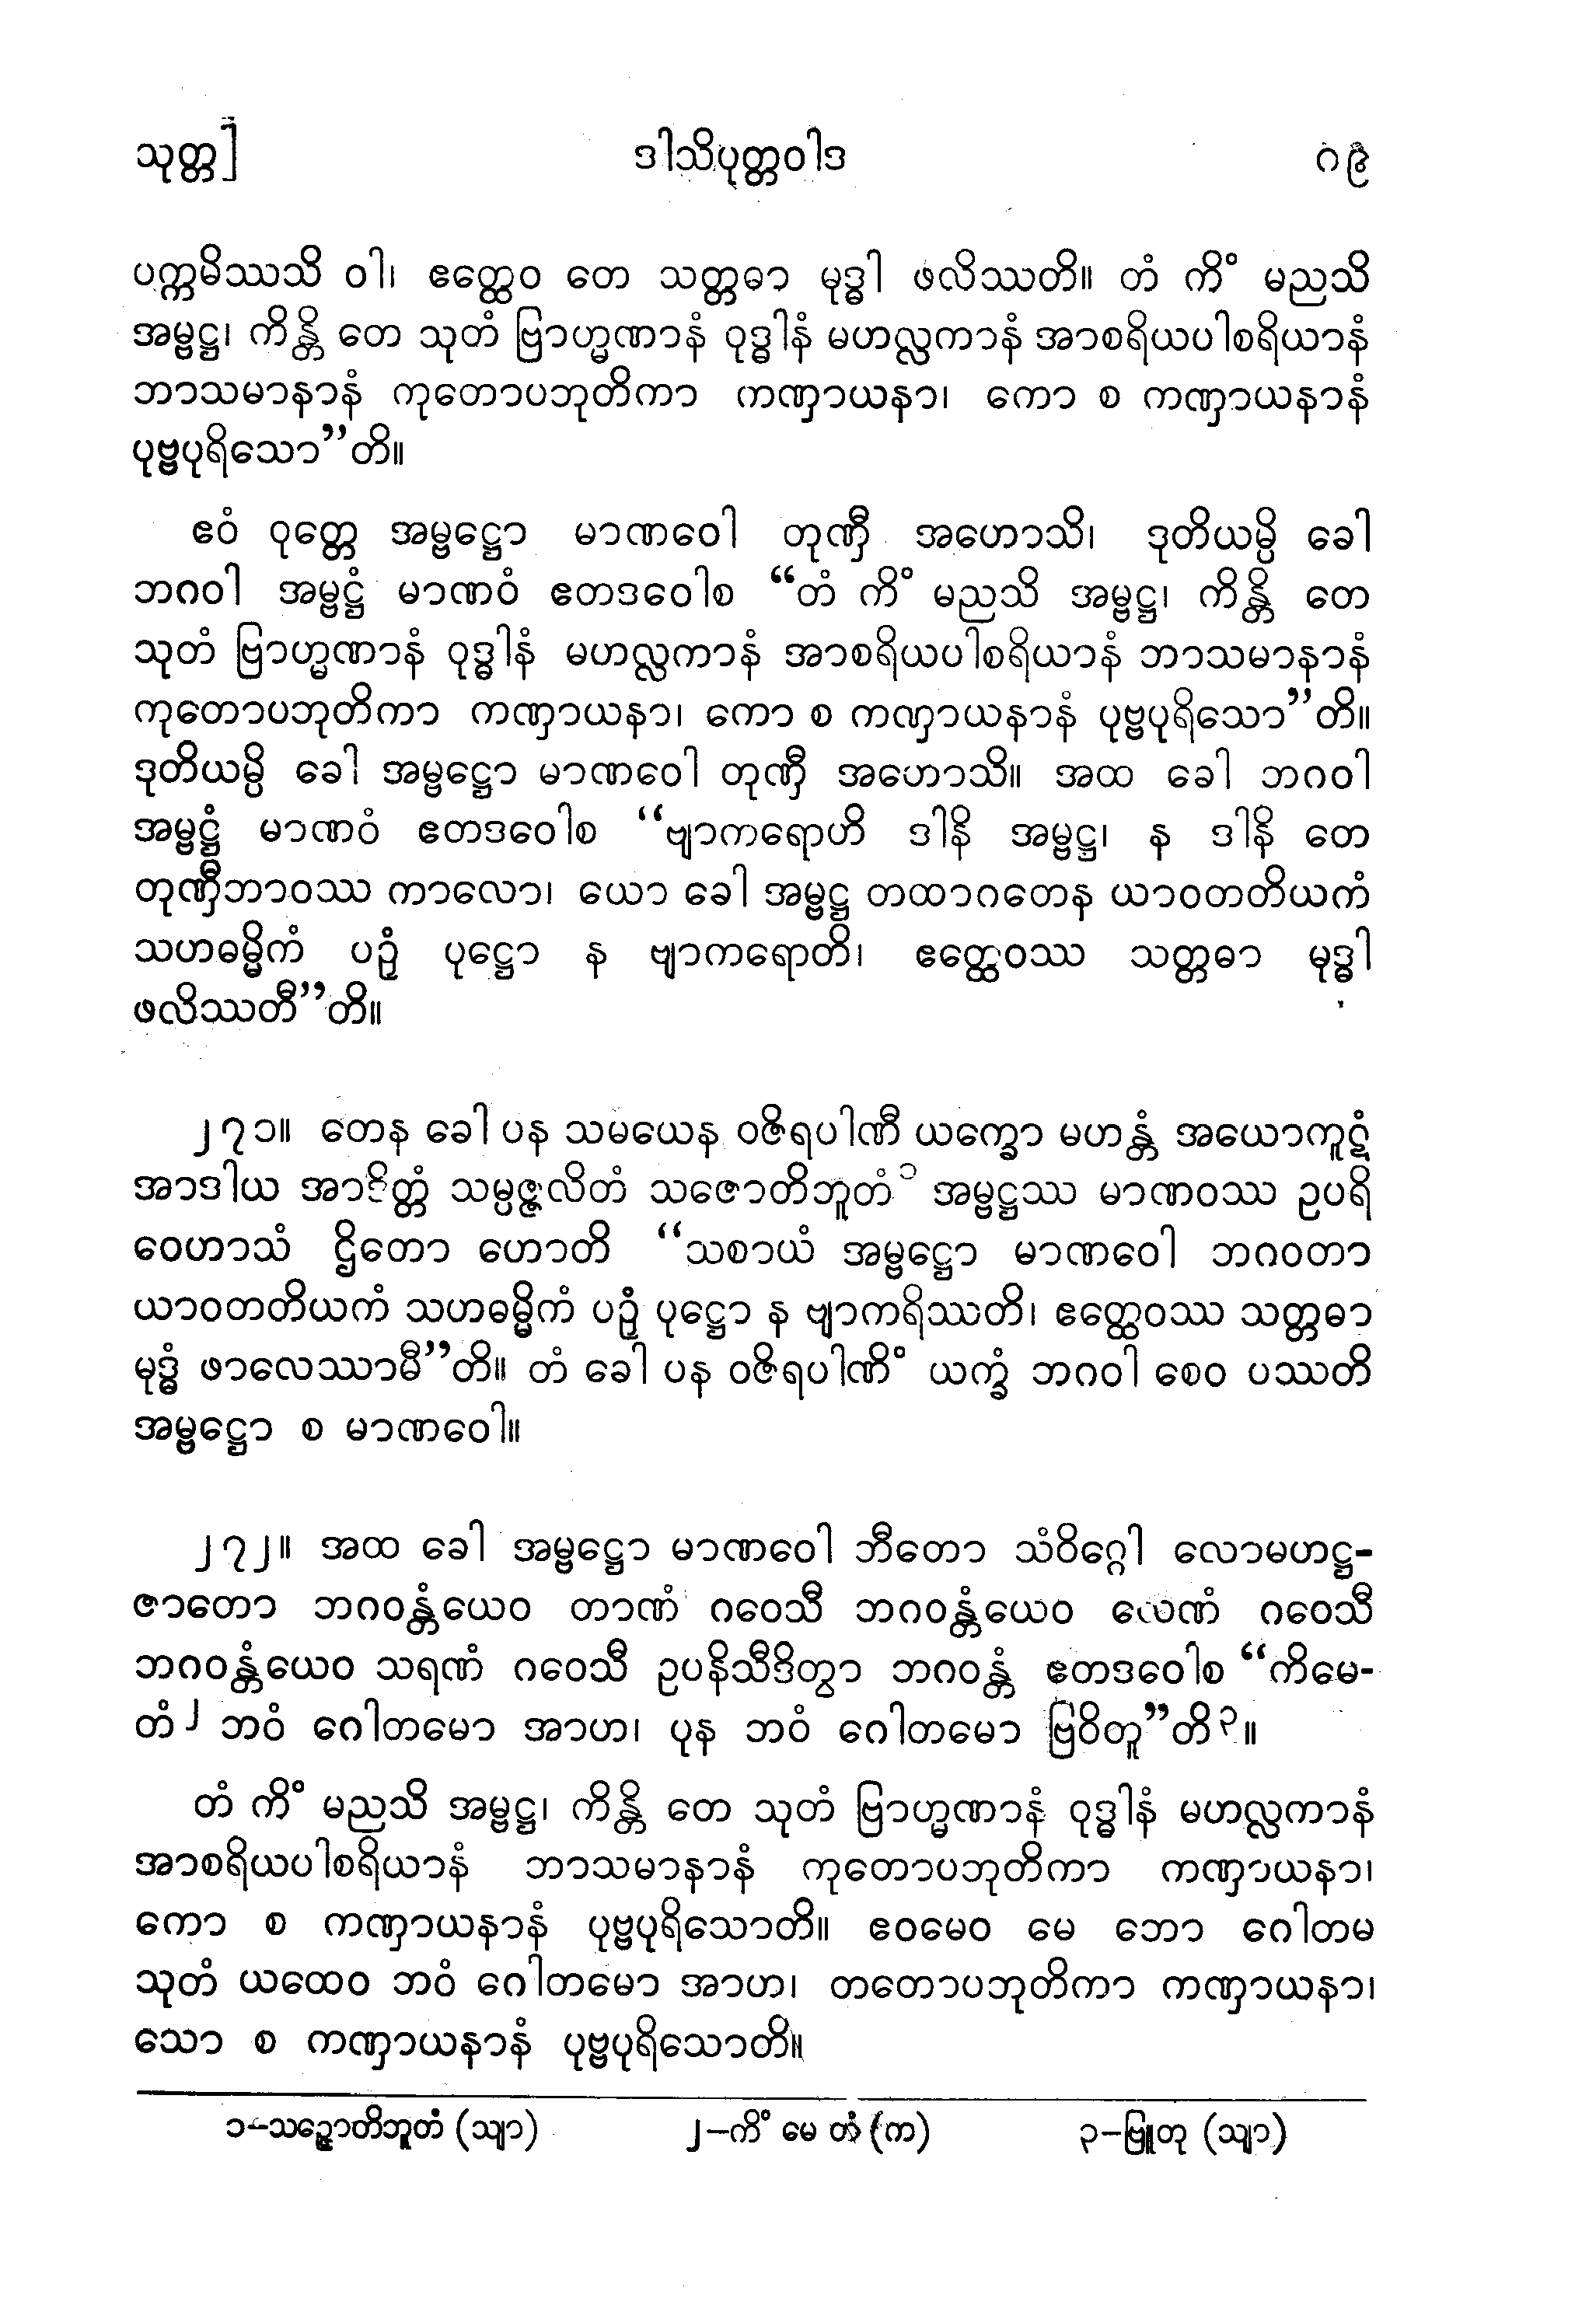 သုတ္တ] ဒါသိပုတ္တဝါဒ ၈၉
ပက္ကမိဿသိ ဝါ၊ ဧတ္ထေဝ တေ သတ္တဓာ မုဒ္ဓါ ဖလိဿတိ။ တံ ကိံ မညသိ
အမ္ဗဋ္ဌ၊ ကိန္တိ တေ သုတံ ဗြာဟ္မဏာနံ ဝုဒ္ဓါနံ မဟလ္လကာနံ အာစရိယပါစရိယာနံ
ဘာသမာနာနံ ကုတောပဘုတိကာ ကဏှာယနာ၊ ကော စ ကဏှာယနာနံ
ပုဗ္ဗပုရိသော”တိ။
ဧဝံ ဝုတ္တေ အမ္ဗဋ္ဌော မာဏဝေါ တုဏှီ အဟောသိ၊ ဒုတိယမ္ပိ ခေါ
ဘဂဝါ အမ္ဗဋ္ဌံ မာဏဝံ ဧတဒဝေါစ “တံ ကိံ မညသိ အမ္ဗဋ္ဌ၊ ကိန္တိ တေ
သုတံ ဗြာဟ္မဏာနံ ဝုဒ္ဓါနံ မဟလ္လကာနံ အာစရိယပါစရိယာနံ ဘာသမာနာနံ
ကုတောပဘုတိကာ ကဏှာယနာ၊ ကော စ ကဏှာယနာနံ ပုဗ္ဗပုရိသော”တိ။
ဒုတိယမ္ပိ ခေါ အမ္ဗဋ္ဌော မာဏဝေါ တုဏှီ အဟောသိ။ အထ ခေါ ဘဂဝါ
အမ္ဗဋ္ဌံ မာဏဝံ ဧတဒဝေါစ “ဗျာကရောဟိ ဒါနိ အမ္ဗဋ္ဌ၊ န ဒါနိ တေ
တုဏှီဘာဝဿ ကာလော၊ ယော ခေါ အမ္ဗဋ္ဌ တထာဂတေန ယာဝတတိယကံ
သဟဓမ္မိကံ ပဉှံ ပုဋ္ဌော န ဗျာကရောတိ၊ ဧတ္ထေဝဿ သတ္တဓာ မုဒ္ဓါ
ဖလိဿတီ”တိ။
၂၇၁။ တေန ခေါ ပန သမယေန ဝဇိရပါဏီ ယက္ခော မဟန္တံ အယောကူဋံ
အာဒါယ အာဒိတ္တံ သမ္ပဇ္ဇလိတံ သဇောတိဘူတံ၁ အမ္ဗဋ္ဌဿ မာဏဝဿ ဥပရိ
ဝေဟာသံ ဌိတော ဟောတိ “သစာယံ အမ္ဗဋ္ဌော မာဏဝေါ ဘဂဝတာ
ယာဝတတိယကံ သဟဓမ္မိကံ ပဉှံ ပုဋ္ဌော န ဗျာကရိဿတိ၊ ဧတ္ထေဝဿ သတ္တဓာ
မုဒ္ဓံ ဖာလေဿာမီ”တိ။ တံ ခေါ ပန ဝဇိရပါဏိံ ယက္ခံ ဘဂဝါ စေဝ ပဿတိ
အမ္ဗဋ္ဌော စ မာဏဝေါ။
၂၇၂။ အထ ခေါ အမ္ဗဋ္ဌော မာဏဝေါ ဘီတော သံဝိဂ္ဂေါ လောမဟဋ္ဌ-
ဇာတော ဘဂဝန္တံယေဝ တာဏံ ဂဝေသီ ဘဂဝန္တံယေဝ လေဏံ ဂဝေသီ
ဘဂဝန္တံယေဝ သရဏံ ဂဝေသီ ဥပနိသီဒိတွာ ဘဂဝန္တံ ဧတဒဝေါစ “ကိမေ-
တံ၂ ဘဝံ ဂေါတမော အာဟ၊ ပုန ဘဝံ ဂေါတမော ဗြဝိတူ”တိ၃။
တံ ကိံ မညသိ အမ္ဗဋ္ဌ၊ ကိန္တိ တေ သုတံ ဗြာဟ္မဏာနံ ဝုဒ္ဓါနံ မဟလ္လကာနံ
အာစရိယပါစရိယာနံ ဘာသမာနာနံ ကုတောပဘုတိကာ ကဏှာယနာ၊
ကော စ ကဏှာယနာနံ ပုဗ္ဗပုရိသောတိ။ ဧဝမေဝ မေ ဘော ဂေါတမ
သုတံ ယထေဝ ဘဝံ ဂေါတမော အာဟ၊ တတောပဘုတိကာ ကဏှာယနာ၊
သော စ ကဏှာယနာနံ ပုဗ္ဗပုရိသောတိ။
၁–သဉ္ဇောတိဘူတံ (သျာ) ၂–ကိံ မေ တံ (က) ၃–ဗြူတု (သျာ)